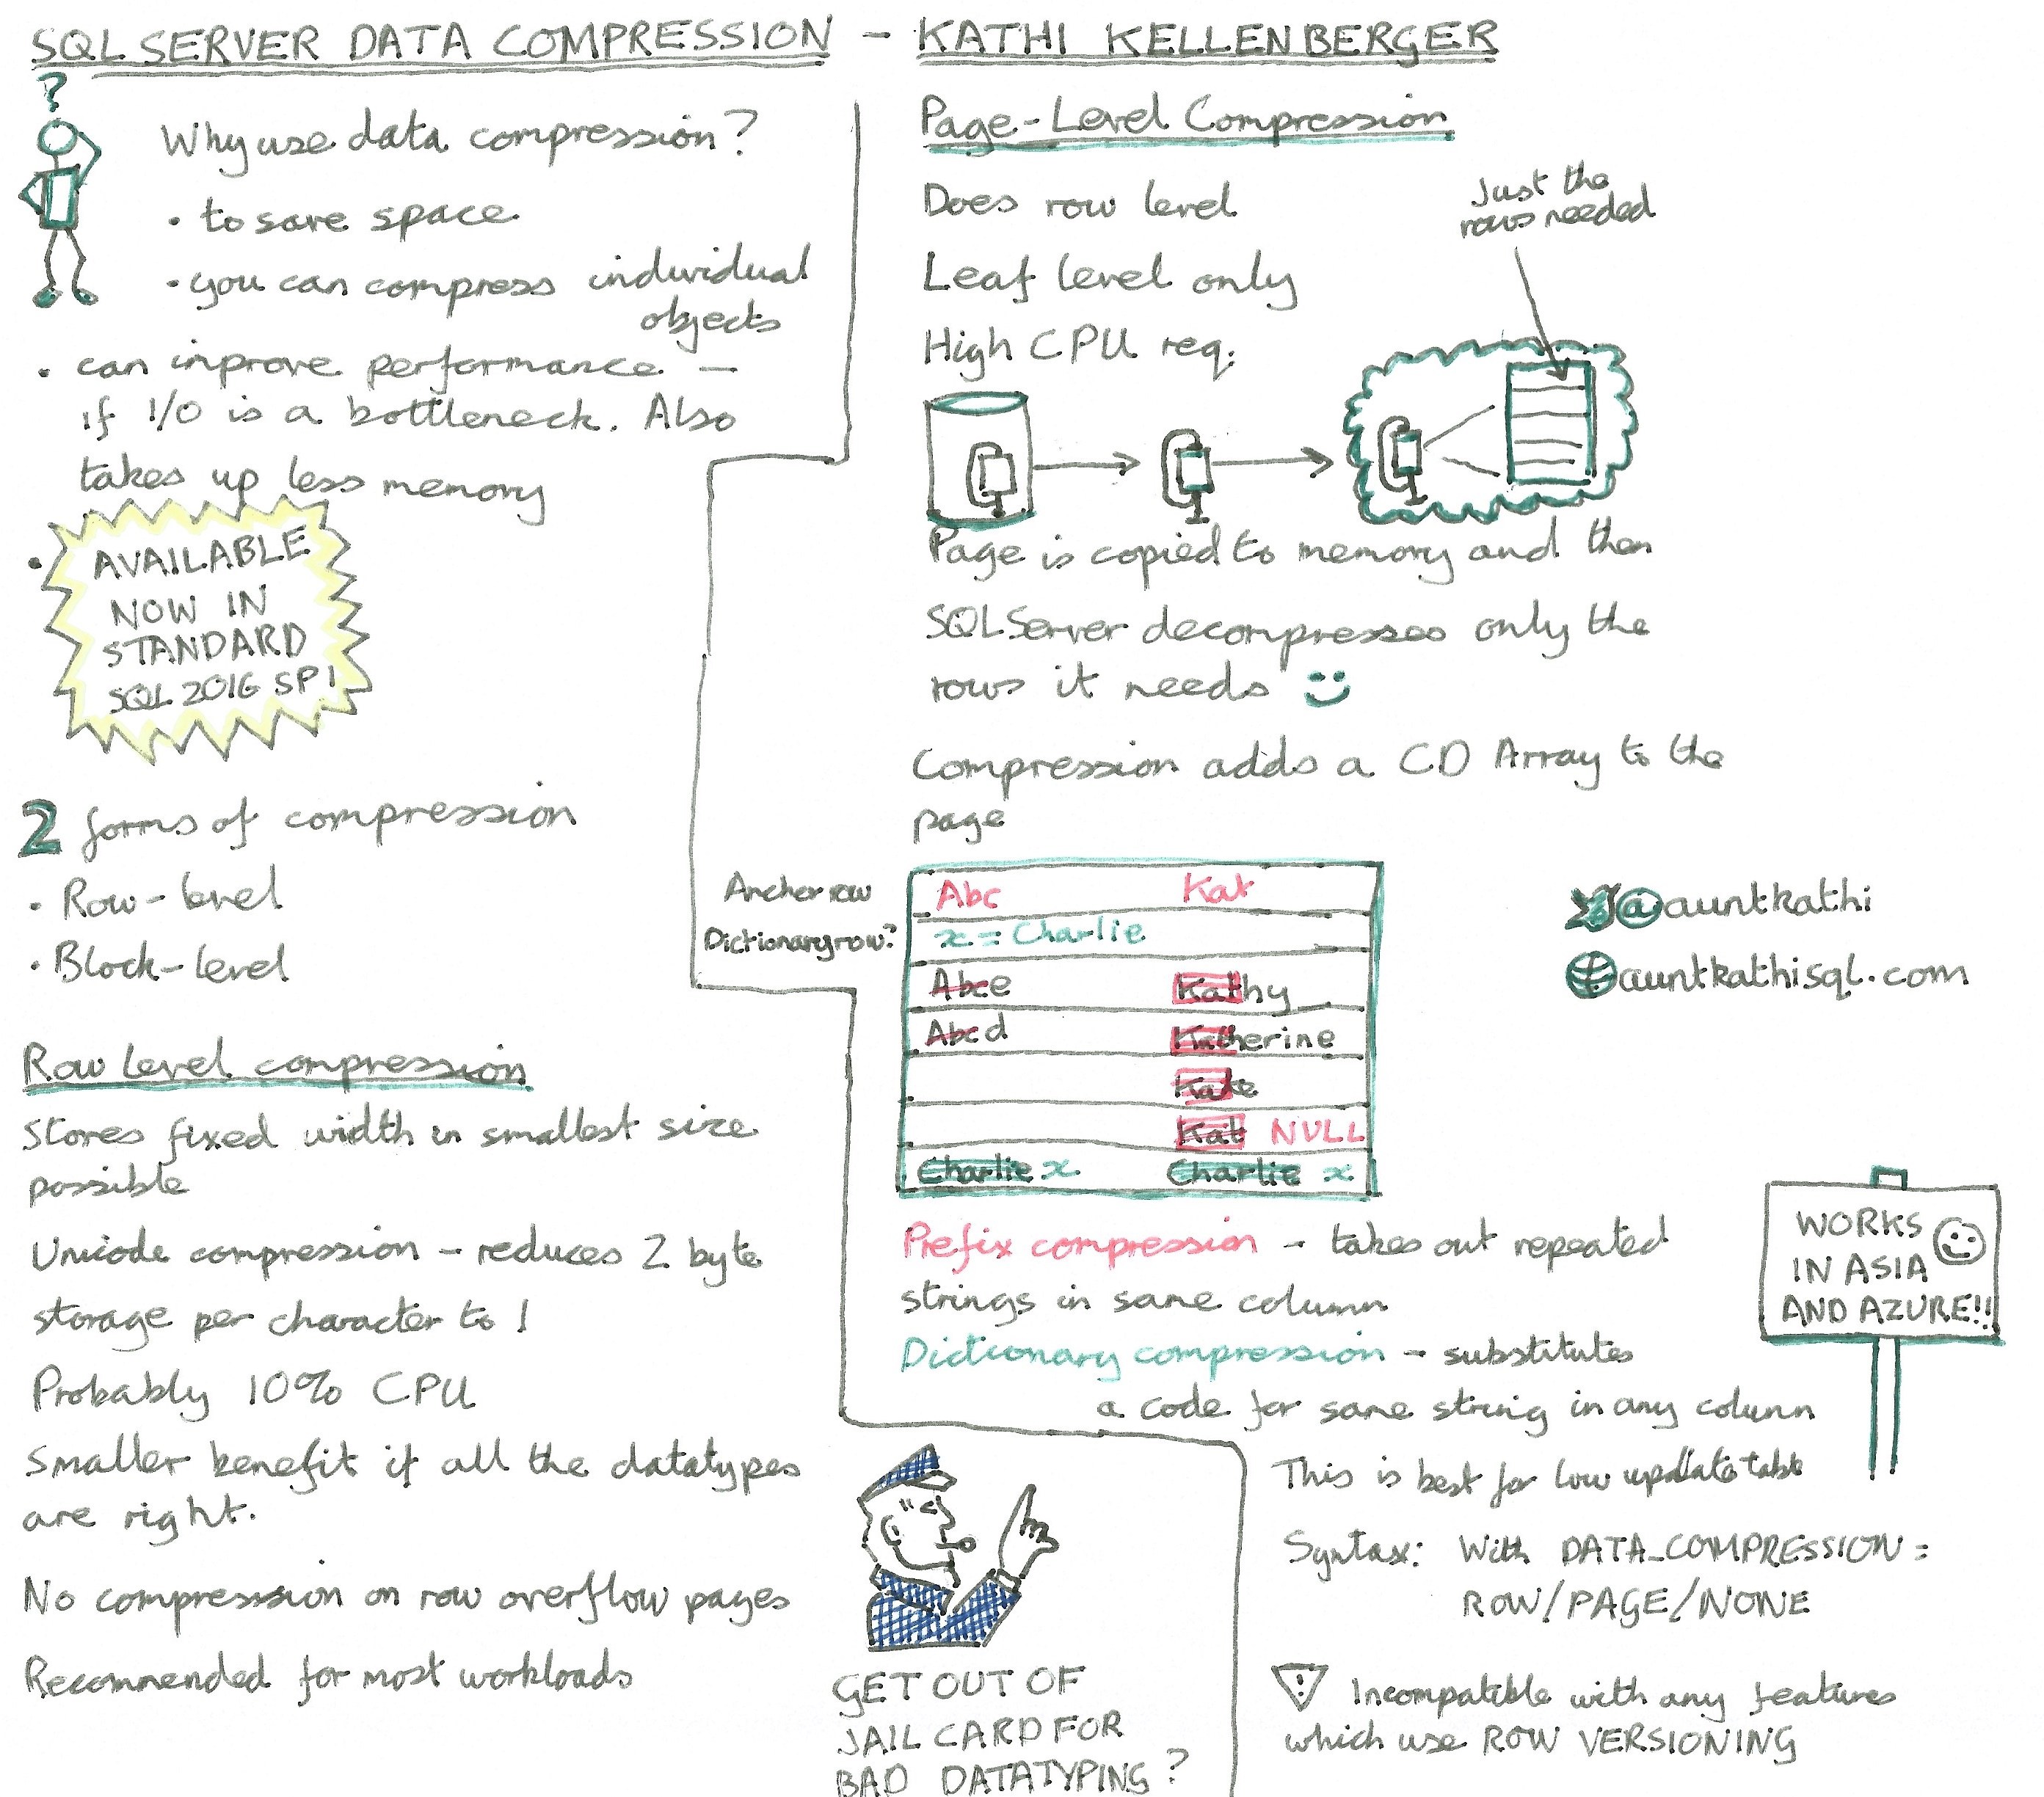 SQL SERVER DATA COMPRESSION - KATHI KELLENBERGER
?
Why use data compression?
• to save space
• you can compress individual
objects
• can improve performance —
if I/O is a bottleneck. Also
takes up less memory
• AVAILABLE
NOW IN
STANDARD
SQL 2016 SP1
2 forms of compression
• Row-level
• Block-level
Row Level compression
Stores fixed width in smallest size
possible
Unicode compression - reduces 2 byte
storage per character to 1
Probably 10% CPU
Smaller benefit if all the datatypes
are right.
No compression on row overflow pages
Recommended for most workloads
GET OUT OF
JAIL CARD FOR
BAD DATATYPING?
Page-Level Compression
Does row level
Leaf level only
High CPU req.
Just the
rows needed
Page is copied to memory and then
SQLServer decompresses only the
rows it needs
Compression adds a CD Array to the
page
Anchor row Abc Kat
Dictionary row? x = Charlie
Abce Kathy
Abcd Katherine
Kate
Kat NULL
Charlie x Charlie x
@auntkathi
auntkathisql.com
Prefix compression - takes out repeated
strings in same column
Dictionary compression - substitutes
a code for same string in any column
This is best for low update table
Syntax: With DATA_COMPRESSION =
ROW/PAGE/NONE
! Incompatible with any features
which use ROW VERSIONING
WORKS
IN ASIA
AND AZURE!!